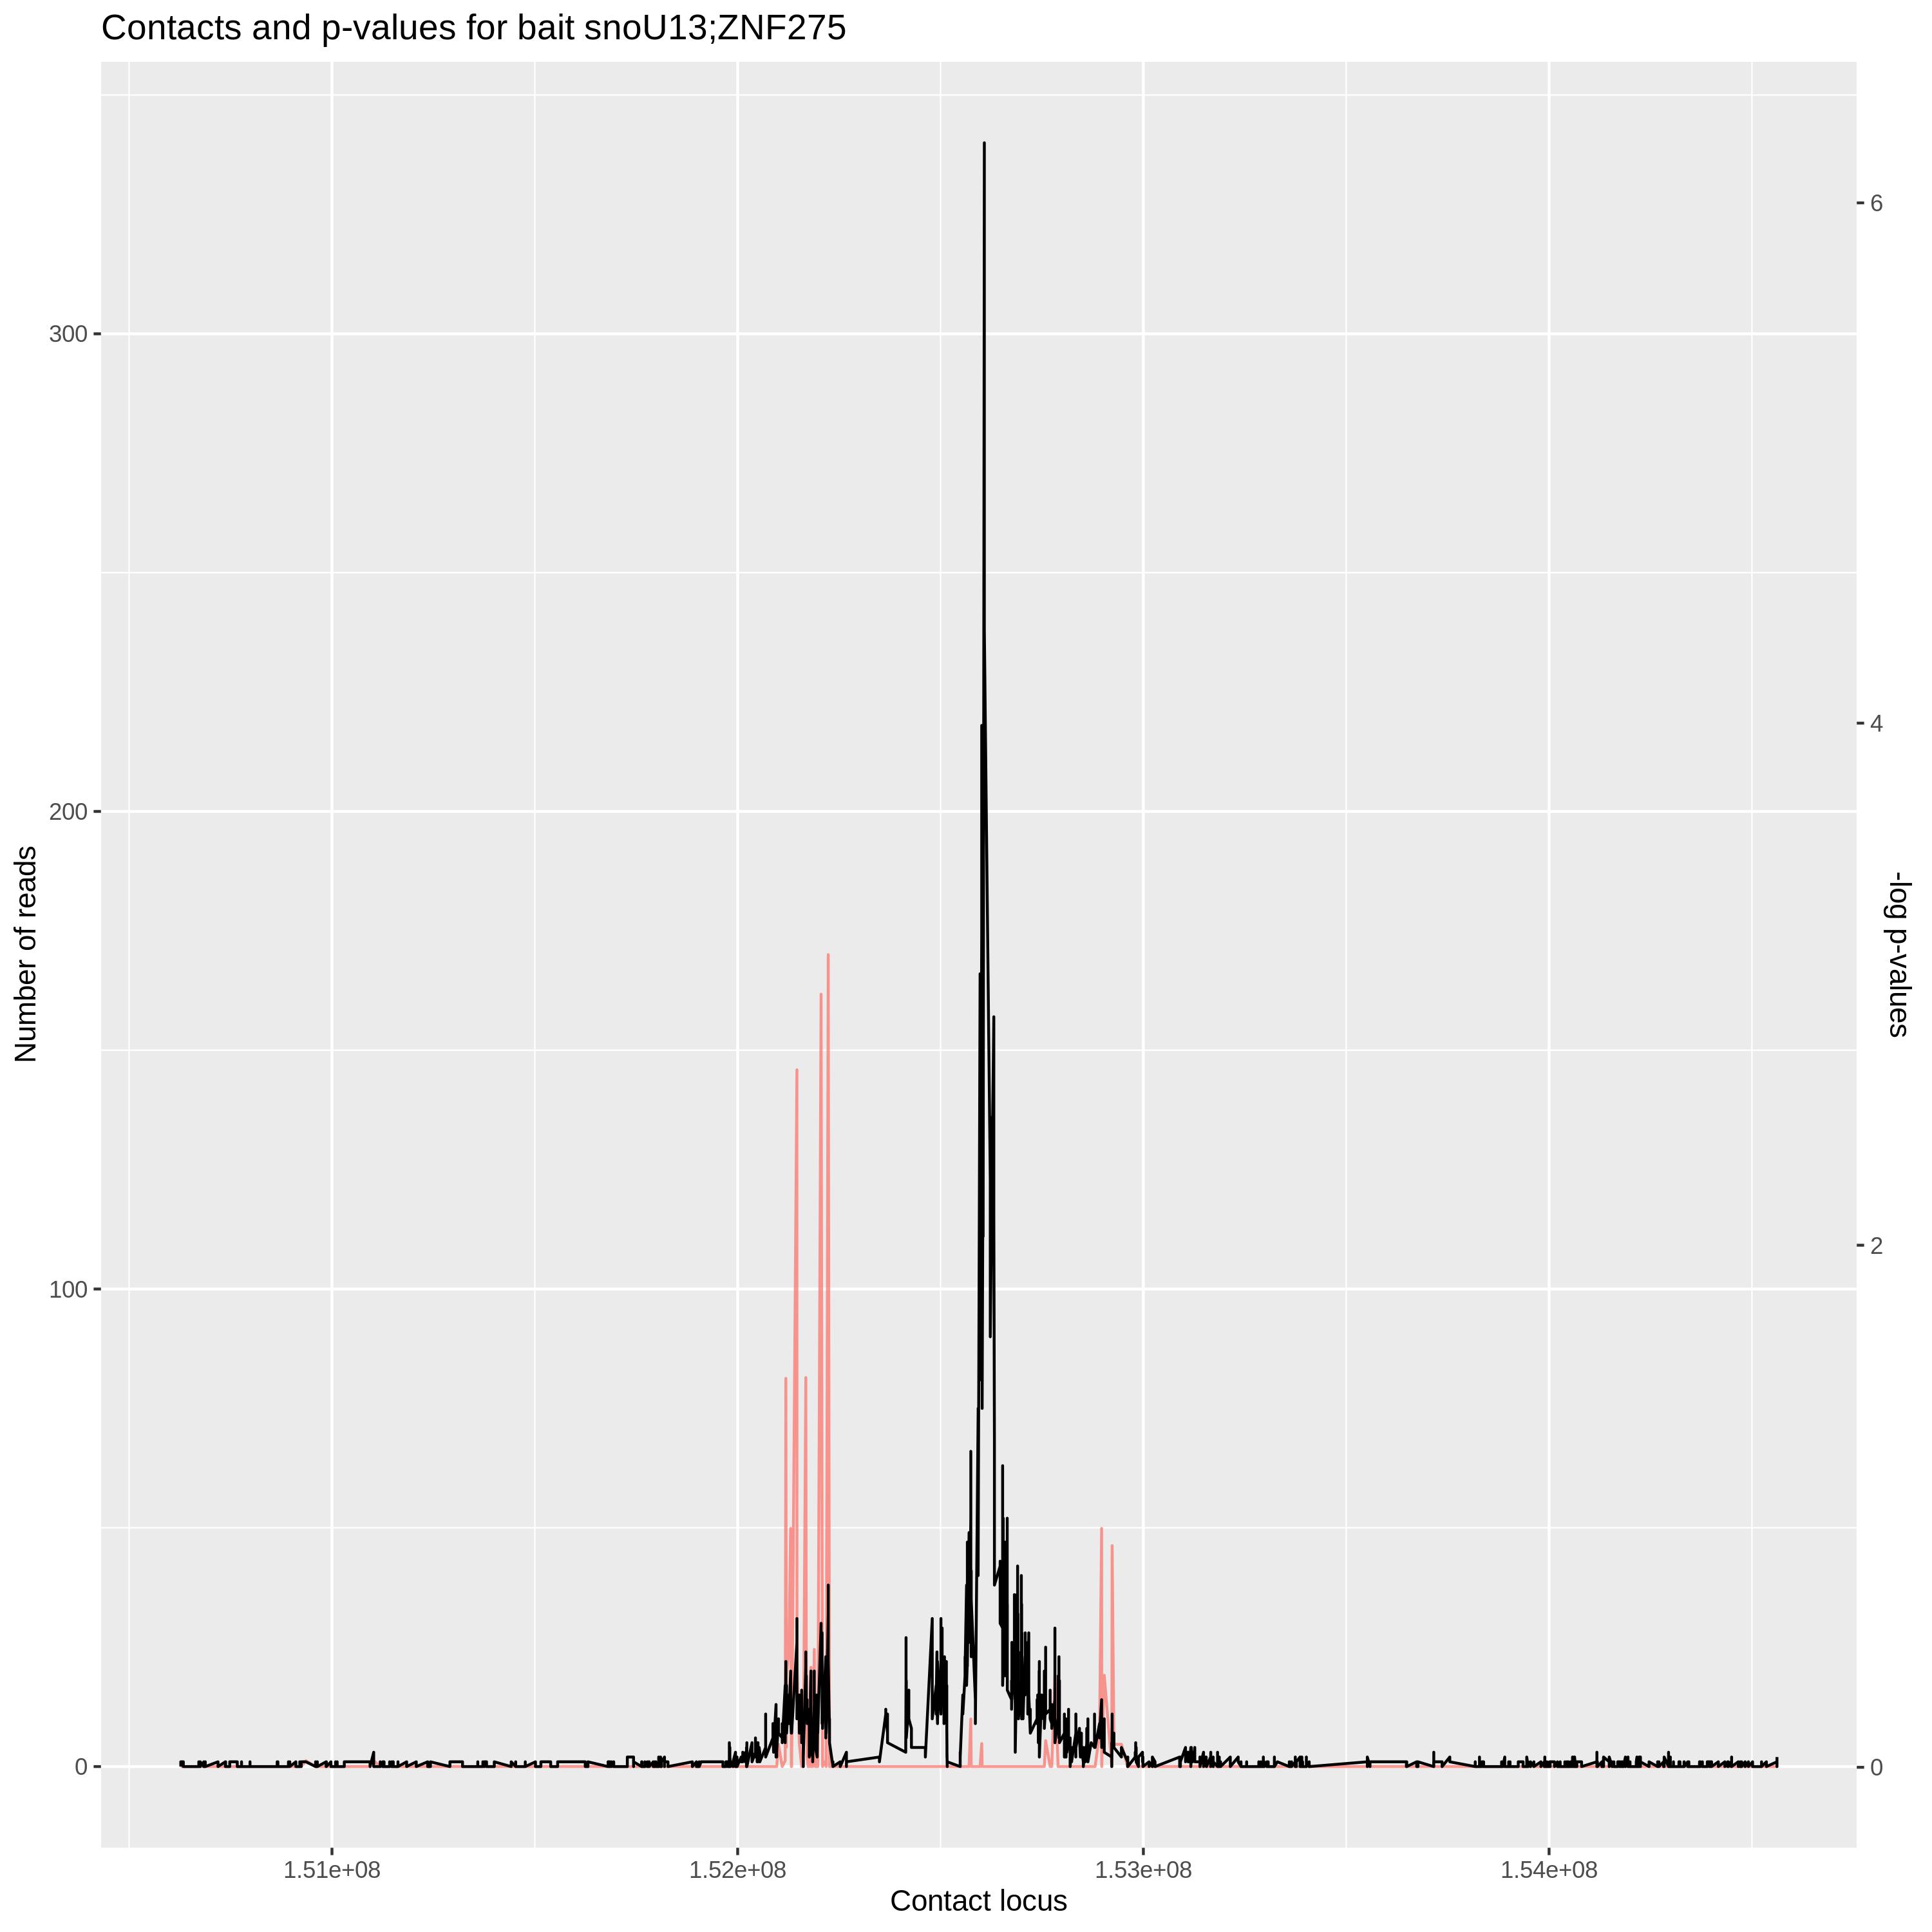 Contacts and p-values for bait snoU13;ZNF275
Number of reads
300
200
100
0
6
4
2
0
-log p-values
1.51e+08
1.52e+08
1.53e+08
1.54e+08
Contact locus